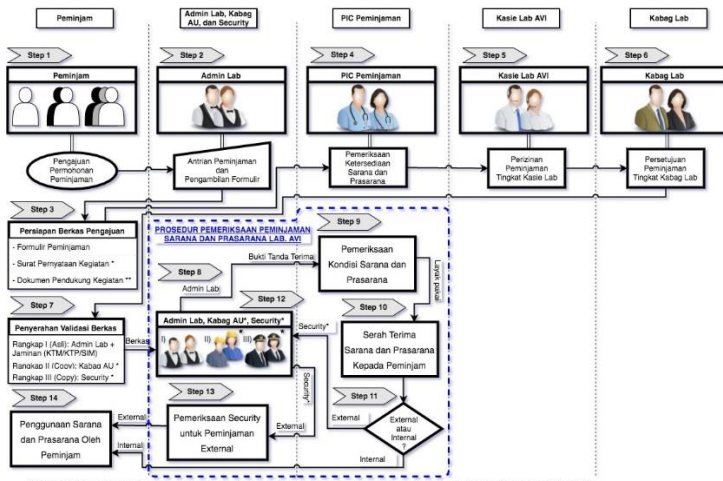 Peminjam
Admin Lab, Kabag
AU, dan Security
PIC Peminjaman
Kasie Lab AVI
Kabag Lab
Step 1
Step 2
Step 4
Step 5
Step 6
Peminjam
Admin Lab
PIC Peminjaman
Kasie Lab AVI
Kabag Lab
Pengajuan
Permohonan
Peminjaman
Antrian Peminjaman
dan
Pengambilan Formulir
Pemeriksaan
Ketersediaan
Sarana dan
Prasarana
Perizinan
Peminjaman
Tingkat Kasie Lab
Persetujuan
Peminjaman
Tingkat Kabag Lab
Step 3
Persiapan Berkas Pengajuan
- Formulir Peminjaman
- Surat Pernyataan Kegiatan *
- Dokumen Pendukung Kegiatan **
PROSEDUR PEMERIKSAAN PEMINJAMAN
SARANA DAN PRASARANA LAB. AVI
Step 8
Admin Lab
Bukti Tanda Terima
Step 9
Pemeriksaan
Kondisi Sarana dan
Prasarana
Layak pakai
Step 7
Penyerahan Validasi Berkas
Rangkap I (Asli): Admin Lab +
Jaminan (KTM/KTP/SIM)
Rangkap II (Copy): Kabag AU *
Rangkap III (Copy): Security *
Berkas
Step 12
Admin Lab, Kabag AU*, Security*
I)
II)
*
III)
*
Security*
Step 10
Serah Terima
Sarana dan Prasarana
Kepada Peminjam
Security*
Step 11
External
External
atau
Internal
?
Internal
Step 13
Pemeriksaan Security
untuk Peminjaman
External
External
External
Step 14
Penggunaan Sarana
dan Prasarana Oleh
Peminjam
Internal